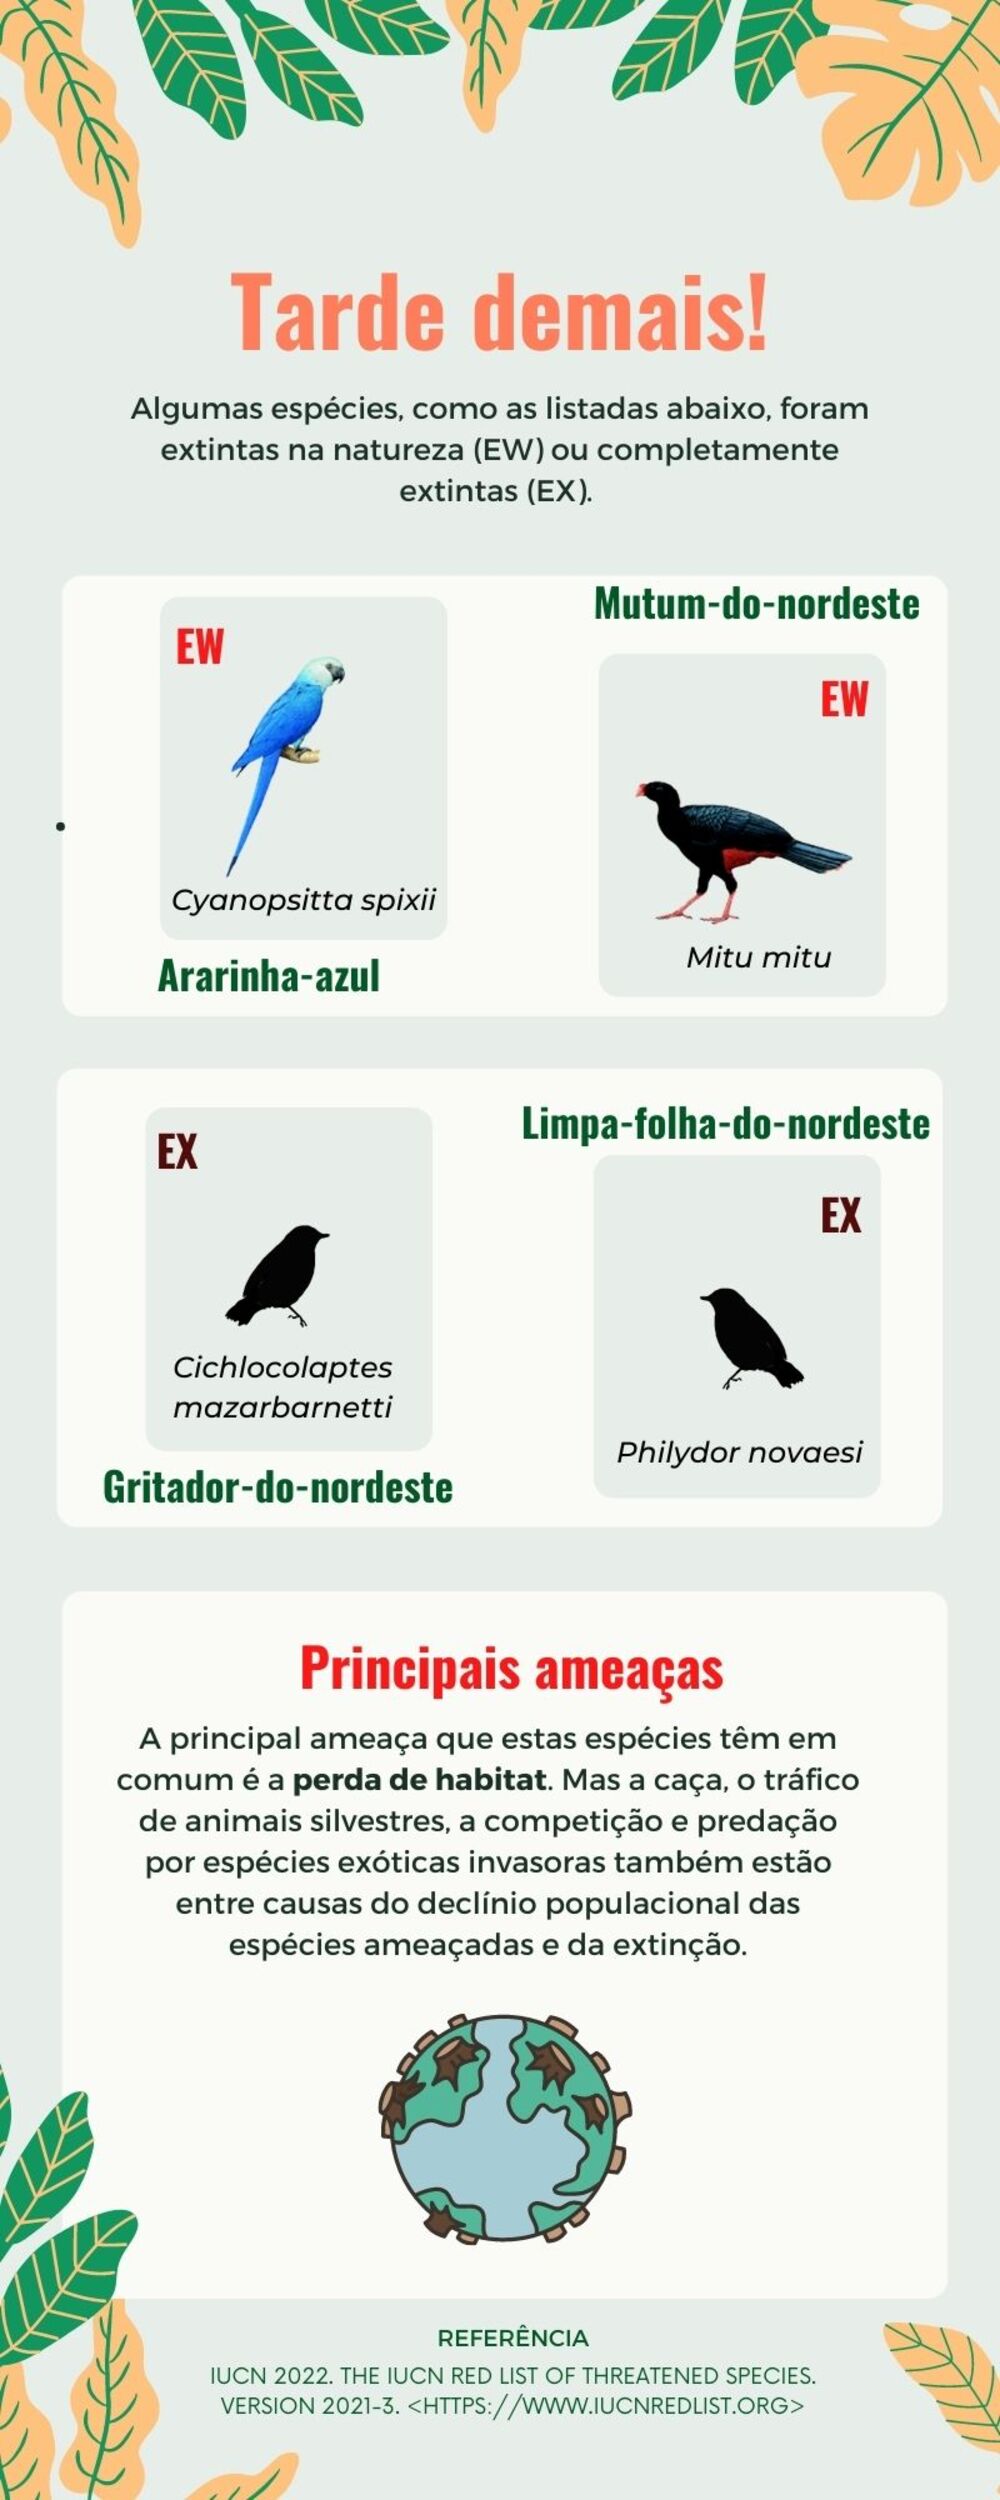 Tarde demais!
Algumas espécies, como as listadas abaixo, foram
extintas na natureza (EW) ou completamente
extintas (EX).
EW
Cyanopsitta spixii
Ararinha-azul
Mutum-do-nordeste
EW
Mitu mitu
EX
Cichlocolaptes
mazarbarnetti
Gritador-do-nordeste
Limpa-folha-do-nordeste
EX
Philydor novaesi
Principais ameaças
A principal ameaça que estas espécies têm em
comum é a perda de habitat. Mas a caça, o tráfico
de animais silvestres, a competição e predação
por espécies exóticas invasoras também estão
entre causas do declínio populacional das
espécies ameaçadas e da extinção.
REFERÊNCIA
IUCN 2022. THE IUCN RED LIST OF THREATENED SPECIES.
VERSION 2021-3. <HTTPS://WWW.IUCNREDLIST.ORG>